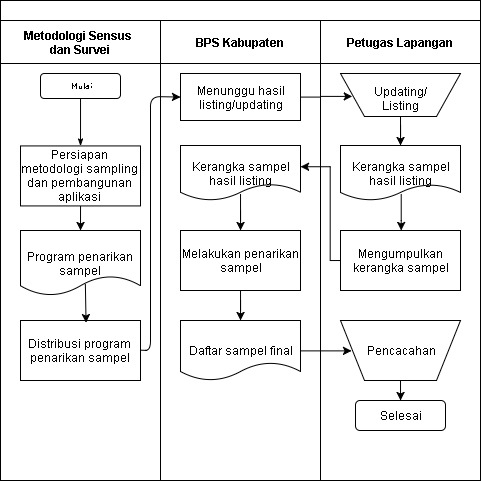 Metodologi Sensus
dan Survei
BPS Kabupaten
Petugas Lapangan
Mulai
Persiapan
metodologi sampling
dan pembangunan
aplikasi
Program penarikan
sampel
Distribusi program
penarikan sampel
Menunggu hasil
listing/updating
Kerangka sampel
hasil listing
Melakukan penarikan
sampel
Daftar sampel final
Updating/
Listing
Kerangka sampel
hasil listing
Mengumpulkan
kerangka sampel
Pencacahan
Selesai